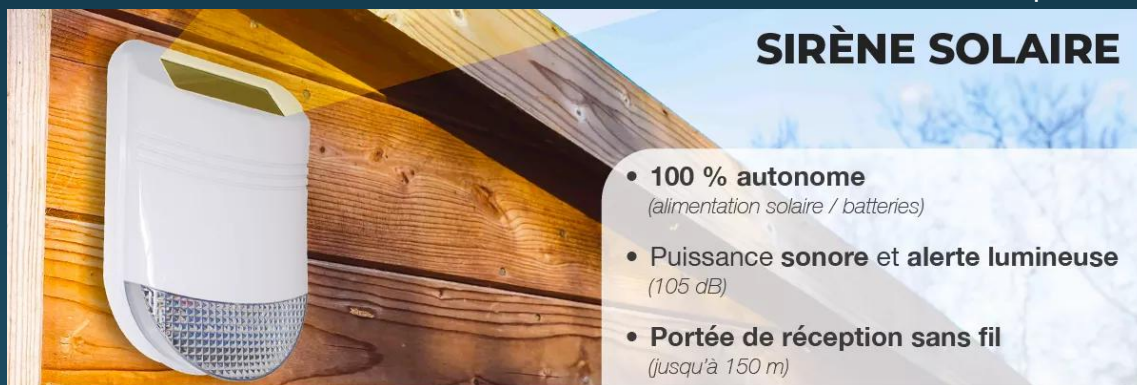 SIRÈNE SOLAIRE
• 100 % autonome
(alimentation solaire / batteries)
• Puissance sonore et alerte lumineuse
(105 dB)
• Portée de réception sans fil
(jusqu'à 150 m)